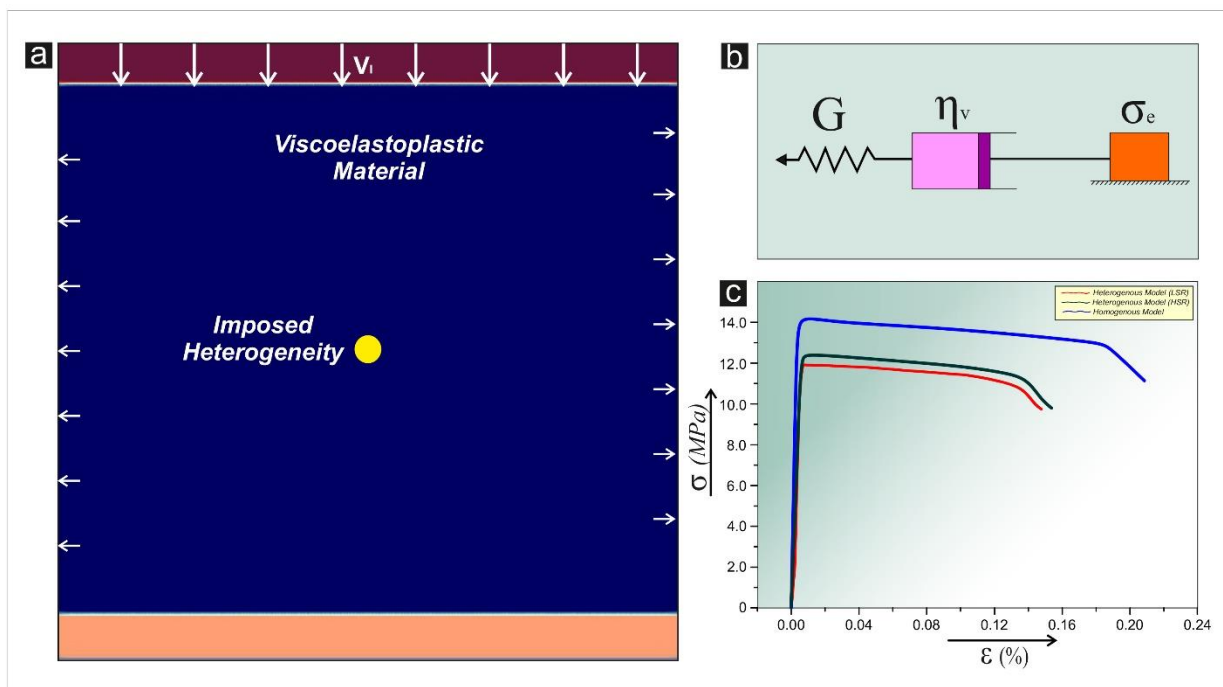 a
V₁
Viscoelastoplastic
Material
Imposed
Heterogeneity
b
G
ηv
σe
c
Heterogenous Model (LSR)
Heterogenous Model (HSR)
Homogenous Model
14.0
12.0
10.0
8.0
6.0
4.0
2.0
0
σ (MPa)
0.00 0.04 0.08 0.12 0.16 0.20 0.24
ε (%)